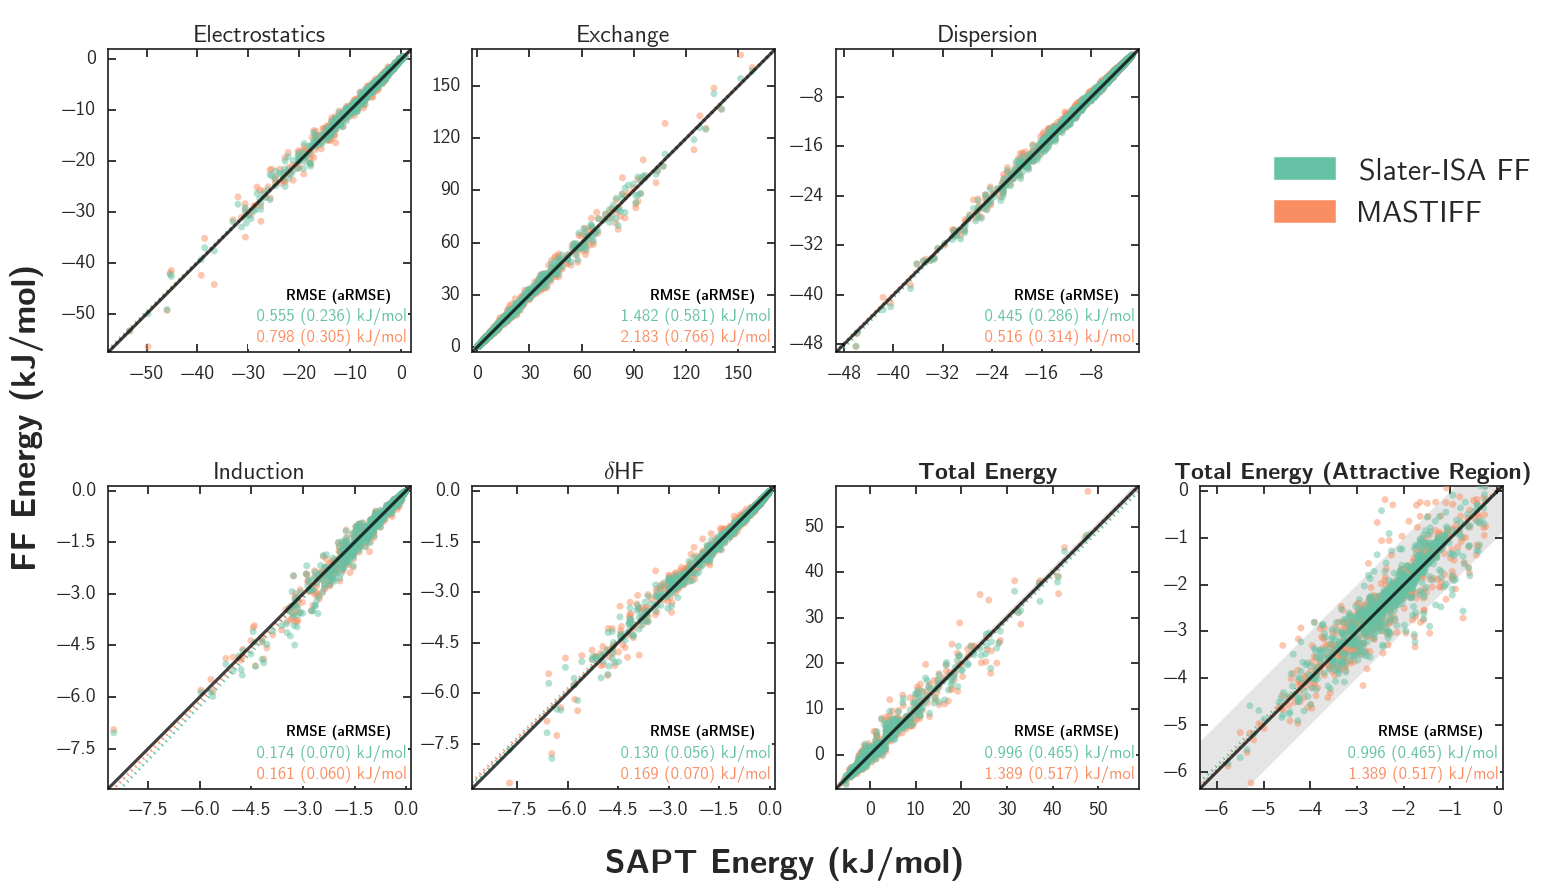 Electrostatics
Exchange
Dispersion
0
−10
−20
−30
−40
−50
RMSE (aRMSE)
0.555 (0.236) kJ/mol
0.798 (0.305) kJ/mol
−50 −40 −30 −20 −10 0
150
120
90
60
30
0
RMSE (aRMSE)
1.482 (0.581) kJ/mol
2.183 (0.766) kJ/mol
0 30 60 90 120 150
−8
−16
−24
−32
−40
−48
RMSE (aRMSE)
0.445 (0.286) kJ/mol
0.516 (0.314) kJ/mol
−48 −40 −32 −24 −16 −8
Slater-ISA FF
MASTIFF
FF Energy (kJ/mol)
Induction
δHF
Total Energy
Total Energy (Attractive Region)
0.0
−1.5
−3.0
−4.5
−6.0
−7.5
RMSE (aRMSE)
0.174 (0.070) kJ/mol
0.161 (0.060) kJ/mol
−7.5 −6.0 −4.5 −3.0 −1.5 0.0
0.0
−1.5
−3.0
−4.5
−6.0
−7.5
RMSE (aRMSE)
0.130 (0.056) kJ/mol
0.169 (0.070) kJ/mol
−7.5 −6.0 −4.5 −3.0 −1.5 0.0
50
40
30
20
10
0
RMSE (aRMSE)
0.996 (0.465) kJ/mol
1.389 (0.517) kJ/mol
0 10 20 30 40 50
0
−1
−2
−3
−4
−5
−6
RMSE (aRMSE)
0.996 (0.465) kJ/mol
1.389 (0.517) kJ/mol
−6 −5 −4 −3 −2 −1 0
SAPT Energy (kJ/mol)